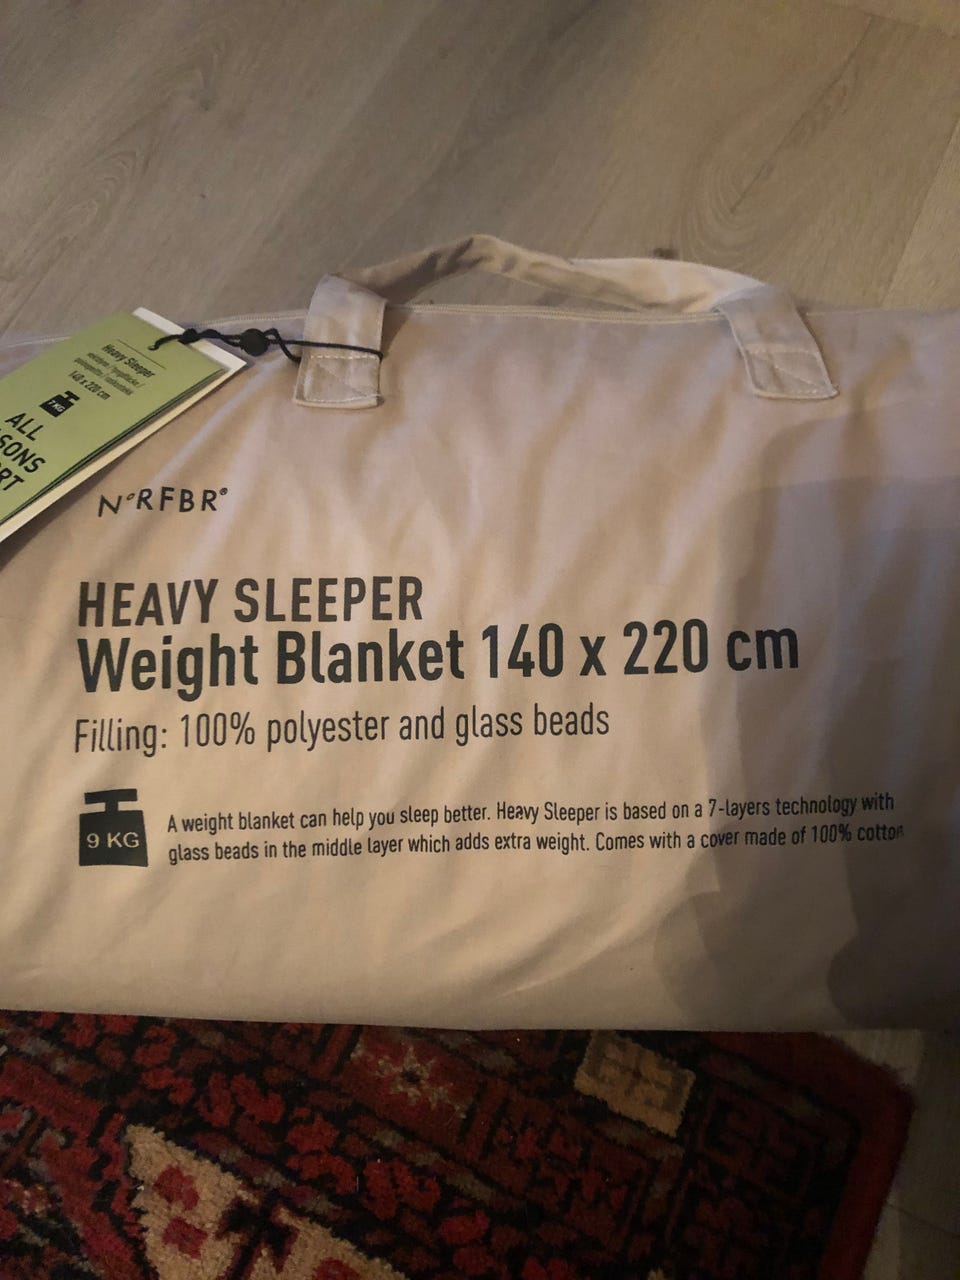 Heavy Sleeper
140 x 220 cm
7 KG
ALL
SONS
RT
N°RFBR®
HEAVY SLEEPER
Weight Blanket 140 x 220 cm
Filling: 100% polyester and glass beads
9 KG
A weight blanket can help you sleep better. Heavy Sleeper is based on a 7-layers technology with
glass beads in the middle layer which adds extra weight. Comes with a cover made of 100% cotton